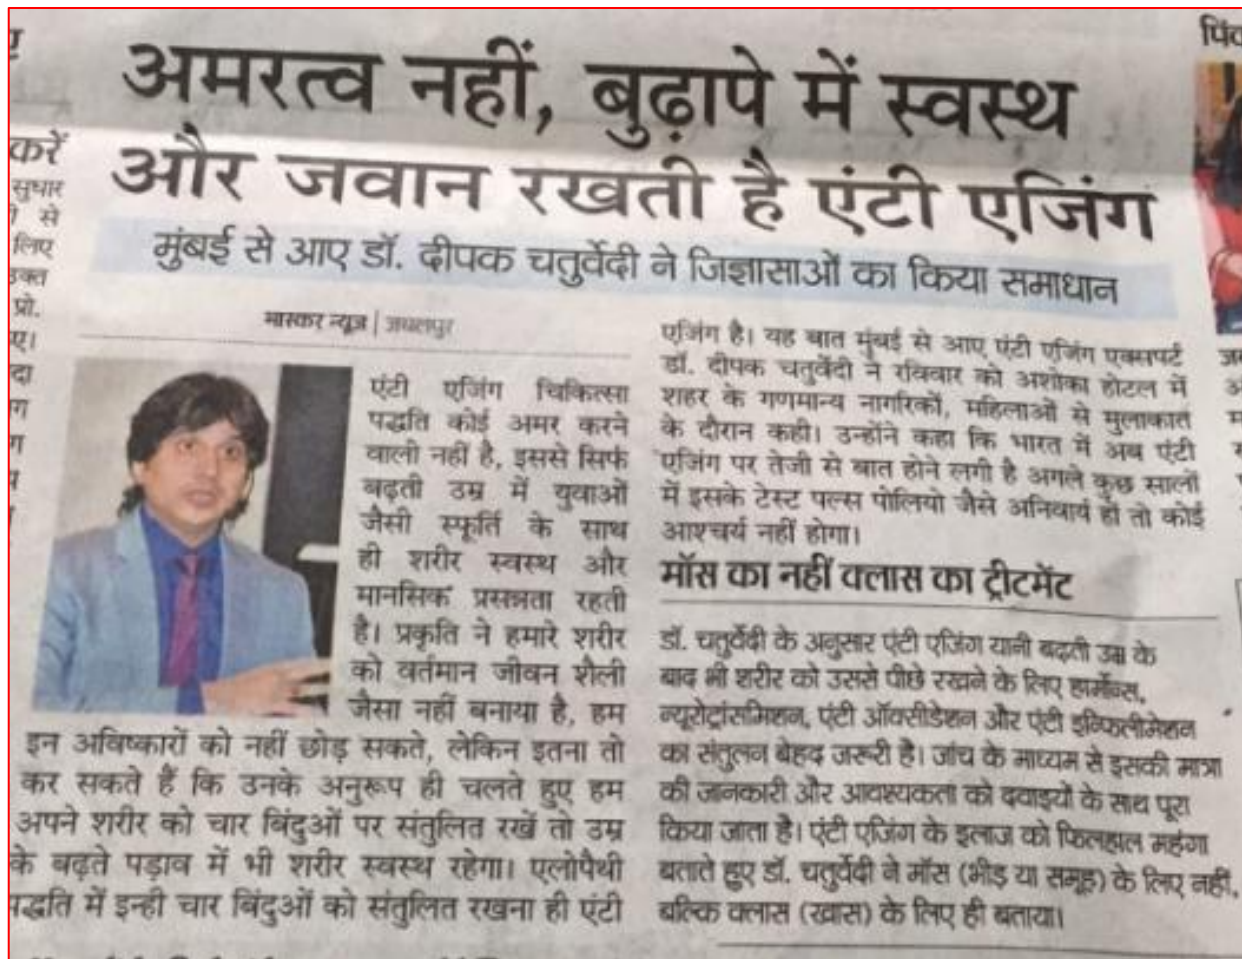 अमरत्व नहीं, बुढ़ापे में स्वस्थ
और जवान रखती है एंटी एजिंग
मुंबई से आए डॉ. दीपक चतुर्वेदी ने जिज्ञासाओं का किया समाधान
भास्कर न्यूज | जबलपुर
एंटी एजिंग चिकित्सा
पद्धति कोई अमर करने
वाली नहीं है, इससे सिर्फ
बढ़ती उम्र में युवाओं
जैसी स्फूर्ति के साथ
ही शरीर स्वस्थ और
मानसिक प्रसन्नता रहती
है। प्रकृति ने हमारे शरीर
को वर्तमान जीवन शैली
जैसा नहीं बनाया है, हम
इन अविष्कारों को नहीं छोड़ सकते, लेकिन इतना तो
कर सकते हैं कि उनके अनुरूप ही चलते हुए हम
अपने शरीर को चार बिंदुओं पर संतुलित रखें तो उम्र
के बढ़ते पड़ाव में भी शरीर स्वस्थ रहेगा। एलोपैथी
पद्धति में इन्ही चार बिंदुओं को संतुलित रखना ही एंटी
एजिंग है। यह बात मुंबई से आए एंटी एजिंग एक्सपर्ट
डॉ. दीपक चतुर्वेदी ने रविवार को अशोका होटल में
शहर के गणमान्य नागरिकों, महिलाओं से मुलाकात
के दौरान कही। उन्होंने कहा कि भारत में अब एंटी
एजिंग पर तेजी से बात होने लगी है अगले कुछ सालों
में इसके टेस्ट पल्स पोलियो जैसे अनिवार्य हों तो कोई
आश्चर्य नहीं होगा।
मॉस का नहीं क्लास का ट्रीटमेंट
डॉ. चतुर्वेदी के अनुसार एंटी एजिंग यानी बढ़ती उम्र के
बाद भी शरीर को उससे पीछे रखने के लिए हार्मोन्स,
न्यूरोट्रांसमिशन, एंटी ऑक्सीडेशन और एंटी इन्फिलीमेशन
का संतुलन बेहद जरूरी है। जांच के माध्यम से इसकी मात्रा
की जानकारी और आवश्यकता को दवाइयों के साथ पूरा
किया जाता है। एंटी एजिंग के इलाज को फिलहाल महंगा
बताते हुए डॉ. चतुर्वेदी ने मॉस (भीड़ या समूह) के लिए नहीं,
बल्कि क्लास (खास) के लिए ही बताया।
करें
सुधार
से
लिए
उक्त
प्रो.